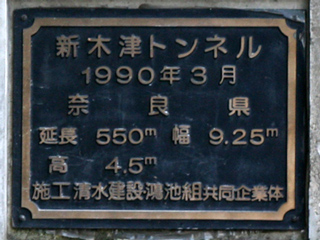 新木津トンネル
1990年3月
奈良県
延長 550m 幅 9.25m
高 4.5m
施工 清水建設・鴻池組共同企業体